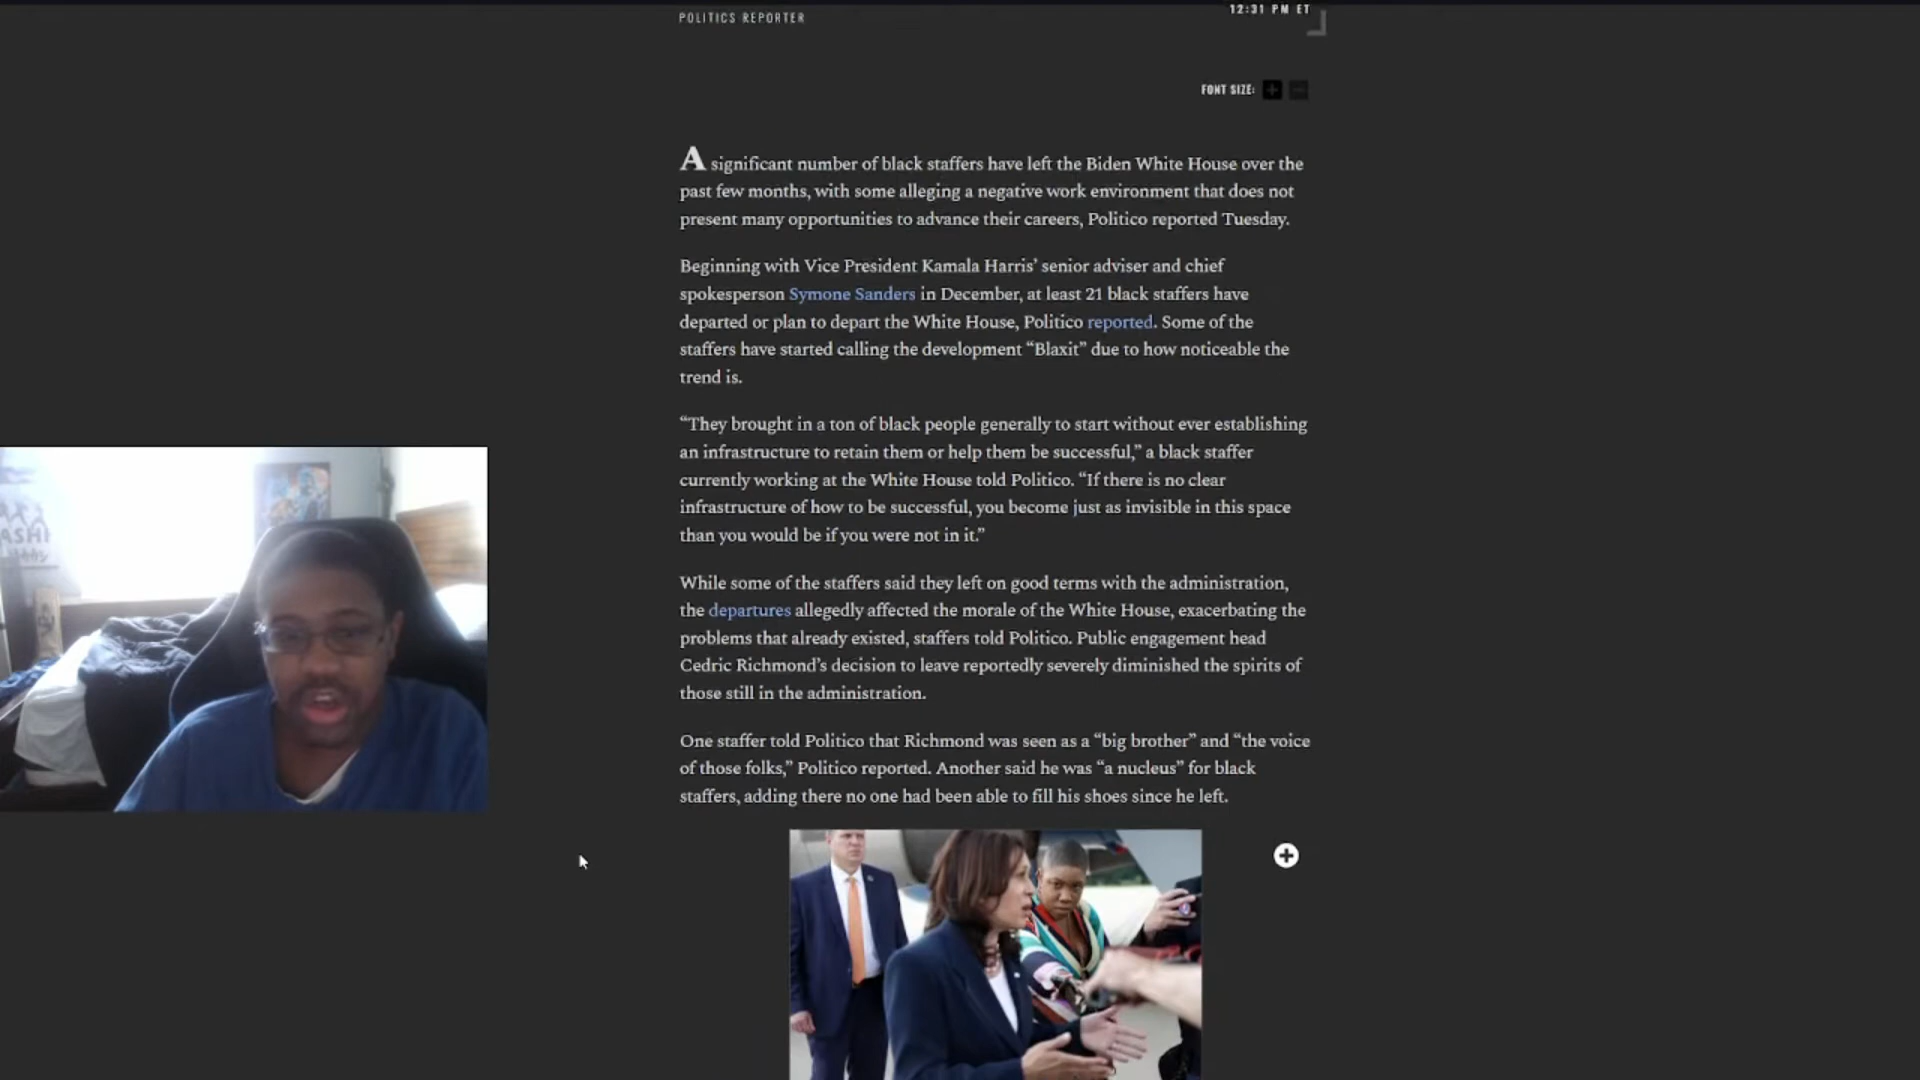 POLITICS REPORTER
12:31 PM ET
FONT SIZE:
A significant number of black staffers have left the Biden White House over the
past few months, with some alleging a negative work environment that does not
present many opportunities to advance their careers, Politico reported Tuesday.
Beginning with Vice President Kamala Harris’ senior adviser and chief
spokesperson Symone Sanders in December, at least 21 black staffers have
departed or plan to depart the White House, Politico reported. Some of the
staffers have started calling the development “Blaxit” due to how noticeable the
trend is.
“They brought in a ton of black people generally to start without ever establishing
an infrastructure to retain them or help them be successful,” a black staffer
currently working at the White House told Politico. “If there is no clear
infrastructure of how to be successful, you become just as invisible in this space
than you would be if you were not in it.”
While some of the staffers said they left on good terms with the administration,
the departures allegedly affected the morale of the White House, exacerbating the
problems that already existed, staffers told Politico. Public engagement head
Cedric Richmond’s decision to leave reportedly severely diminished the spirits of
those still in the administration.
One staffer told Politico that Richmond was seen as a “big brother” and “the voice
of those folks,” Politico reported. Another said he was “a nucleus” for black
staffers, adding there no one had been able to fill his shoes since he left.